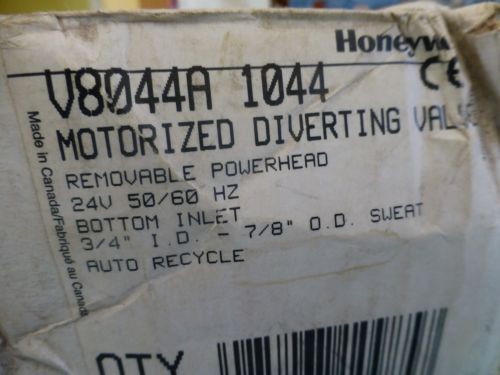 Honeyw
V8044A 1044
CE
MOTORIZED DIVERTING VALV
REMOVABLE POWERHEAD
24V 50/60 HZ
BOTTOM INLET
3/4" I.D. - 7/8" O.D. SWEAT
AUTO RECYCLE
QTY
Made in Canada/Fabriqué au Canada